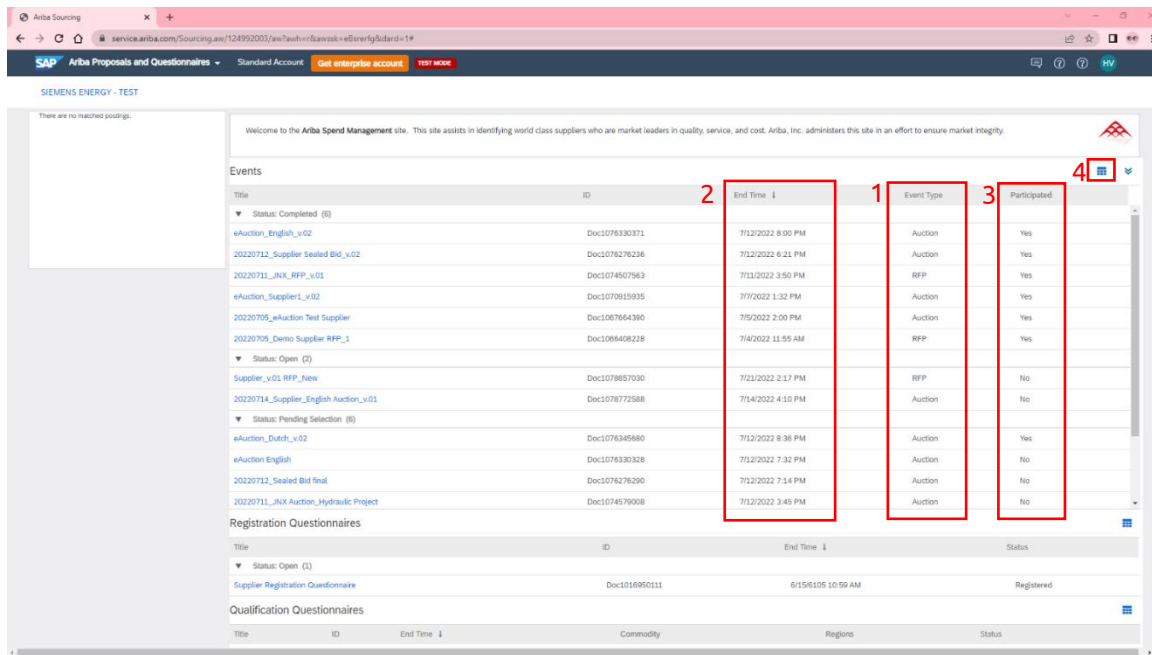 Ariba Sourcing
service.ariba.com/Sourcing.aw/124992003/aw?awh=r&awssk=eBsrerfg&dard=1#
SAP Ariba Proposals and Questionnaires Standard Account Get enterprise account TEST MODE HV
SIEMENS ENERGY - TEST
There are no matched postings.
Welcome to the Ariba Spend Management site. This site assists in identifying world class suppliers who are market leaders in quality, service, and cost. Ariba, Inc. administers this site in an effort to ensure market integrity.
Events 4
Title ID 2 End Time ↓ 1 Event Type 3 Participated
▼ Status: Completed (6)
eAuction_English_v.02 Doc1076330371 7/12/2022 8:00 PM Auction Yes
20220712_Supplier Sealed Bid_v.02 Doc1076276236 7/12/2022 6:21 PM Auction Yes
20220711_JNX_RFP_v.01 Doc1074507563 7/11/2022 3:50 PM RFP Yes
eAuction_Supplier1_v.02 Doc1070915935 7/7/2022 1:32 PM Auction Yes
20220705_eAuction Test Supplier Doc1067664390 7/5/2022 2:00 PM Auction Yes
20220705_Demo Supplier RFP_1 Doc1066408228 7/4/2022 11:55 AM RFP Yes
▼ Status: Open (2)
Supplier_v.01 RFP_New Doc1078857030 7/21/2022 2:17 PM RFP No
20220714_Supplier_English Auction_v.01 Doc1078772588 7/14/2022 4:10 PM Auction No
▼ Status: Pending Selection (6)
eAuction_Dutch_v.02 Doc1076345680 7/12/2022 8:36 PM Auction Yes
eAuction English Doc1076330328 7/12/2022 7:32 PM Auction No
20220712_Sealed Bid final Doc1076276290 7/12/2022 7:14 PM Auction No
20220711_JNX Auction_Hydraulic Project Doc1074579008 7/12/2022 3:45 PM Auction No
Registration Questionnaires
Title ID End Time ↓ Status
▼ Status: Open (1)
Supplier Registration Questionnaire Doc1016950111 6/15/6105 10:59 AM Registered
Qualification Questionnaires
Title ID End Time ↓ Commodity Regions Status